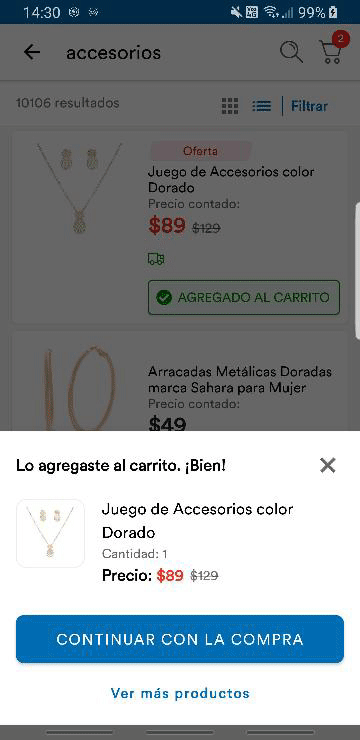 14:30
99%
accesorios
2
10106 resultados
Filtrar
Oferta
Juego de Accesorios color
Dorado
Precio contado:
$89 $129
AGREGADO AL CARRITO
Arracadas Metálicas Doradas
marca Sahara para Mujer
Precio contado:
$49
Lo agregaste al carrito. ¡Bien!
Juego de Accesorios color
Dorado
Cantidad: 1
Precio: $89 $129
CONTINUAR CON LA COMPRA
Ver más productos